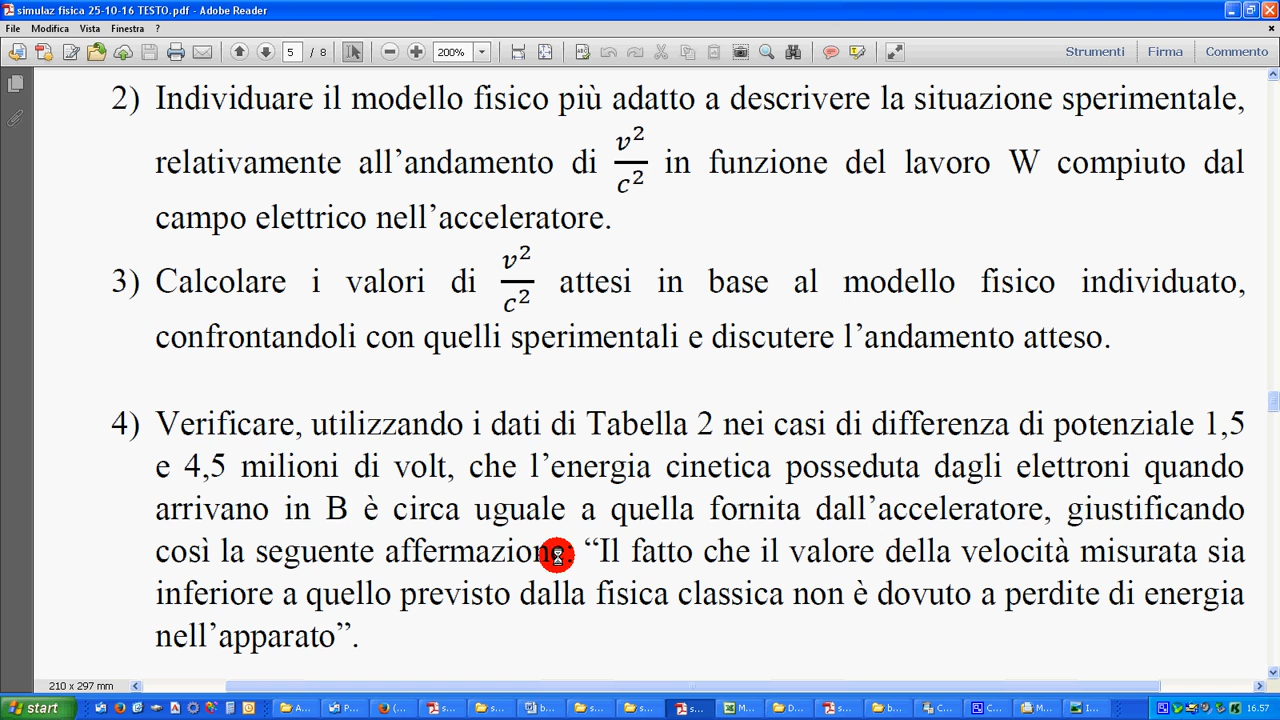 simulaz fisica 25-10-16 TESTO.pdf - Adobe Reader
File Modifica Vista Finestra ?
5 / 8 200% Strumenti Firma Commento
2) Individuare il modello fisico più adatto a descrivere la situazione sperimentale,
relativamente all’andamento di v²/c² in funzione del lavoro W compiuto dal
campo elettrico nell’acceleratore.
3) Calcolare i valori di v²/c² attesi in base al modello fisico individuato,
confrontandoli con quelli sperimentali e discutere l’andamento atteso.
4) Verificare, utilizzando i dati di Tabella 2 nei casi di differenza di potenziale 1,5
e 4,5 milioni di volt, che l’energia cinetica posseduta dagli elettroni quando
arrivano in B è circa uguale a quella fornita dall’acceleratore, giustificando
così la seguente affermazione: “Il fatto che il valore della velocità misurata sia
inferiore a quello previsto dalla fisica classica non è dovuto a perdite di energia
nell’apparato”.
210 x 297 mm
start A... P... (... s... s... b... s... s... s... M... D... s... b... C... C... M... I... 16.57